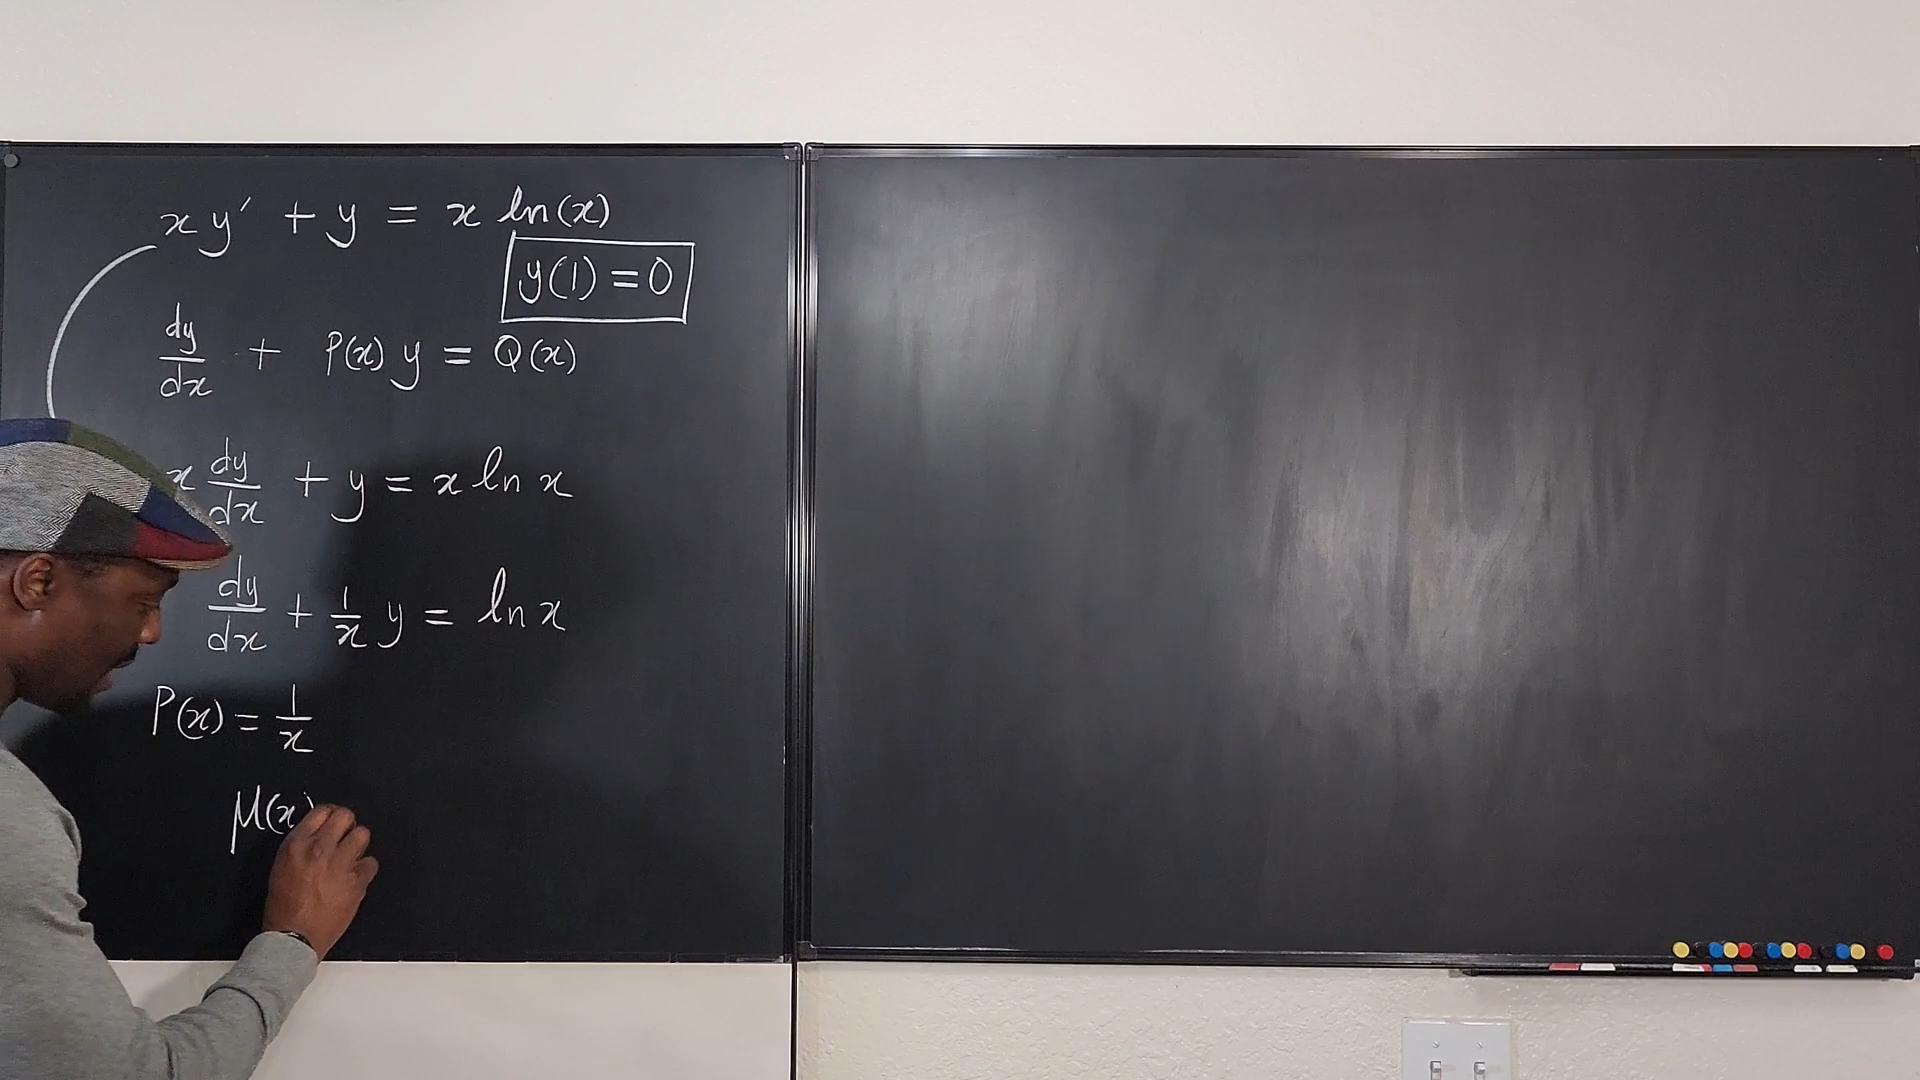 xy' + y = x ln(x)
y(1) = 0
dy/dx + P(x) y = Q(x)
x dy/dx + y = x ln x
dy/dx + 1/x y = ln x
P(x) = 1/x
μ(x)